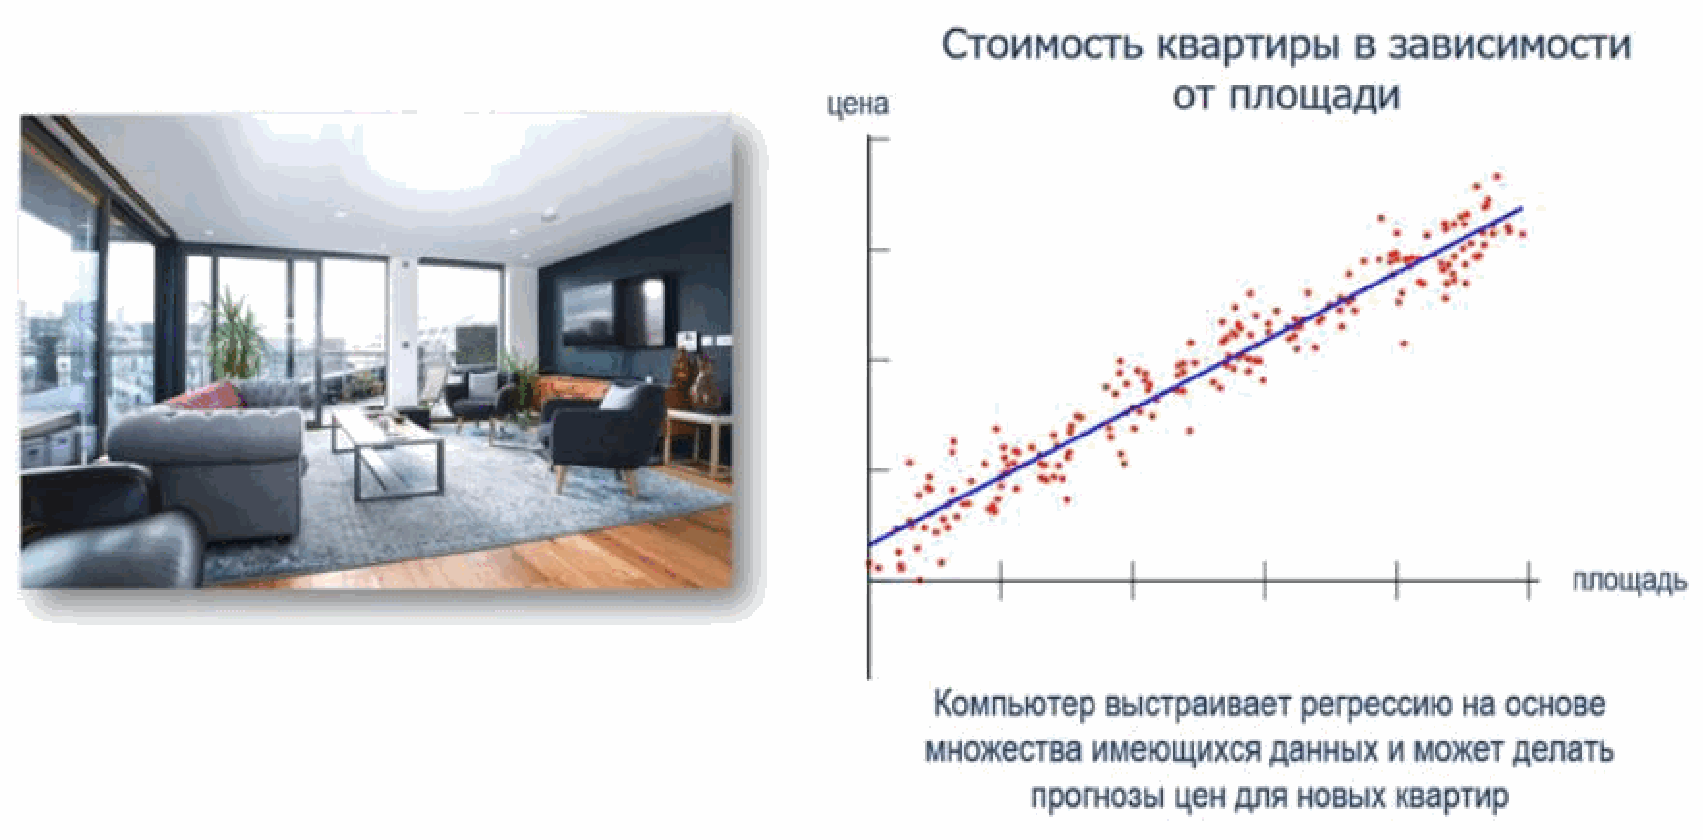 Стоимость квартиры в зависимости
от площади
цена
площадь
Компьютер выстраивает регрессию на основе
множества имеющихся данных и может делать
прогнозы цен для новых квартир